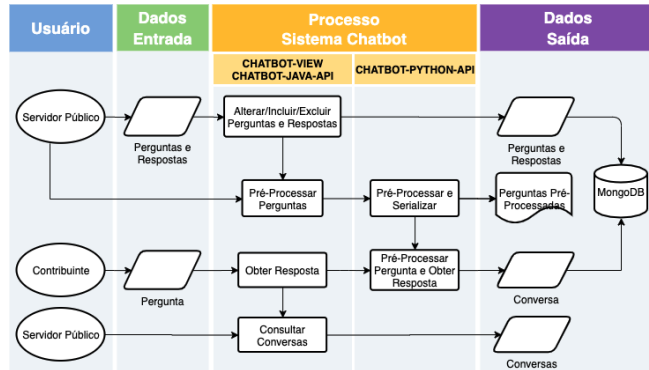 Usuário
Dados
Entrada
Processo
Sistema Chatbot
Dados
Saída
CHATBOT-VIEW
CHATBOT-JAVA-API
CHATBOT-PYTHON-API
Servidor Público
Perguntas e
Respostas
Alterar/Incluir/Excluir
Perguntas e Respostas
Perguntas e
Respostas
MongoDB
Pré-Processar
Perguntas
Pré-Processar e
Serializar
Perguntas Pré-
Processadas
Contribuinte
Pergunta
Obter Resposta
Pré-Processar
Pergunta e Obter
Resposta
Conversa
Servidor Público
Consultar
Conversas
Conversas